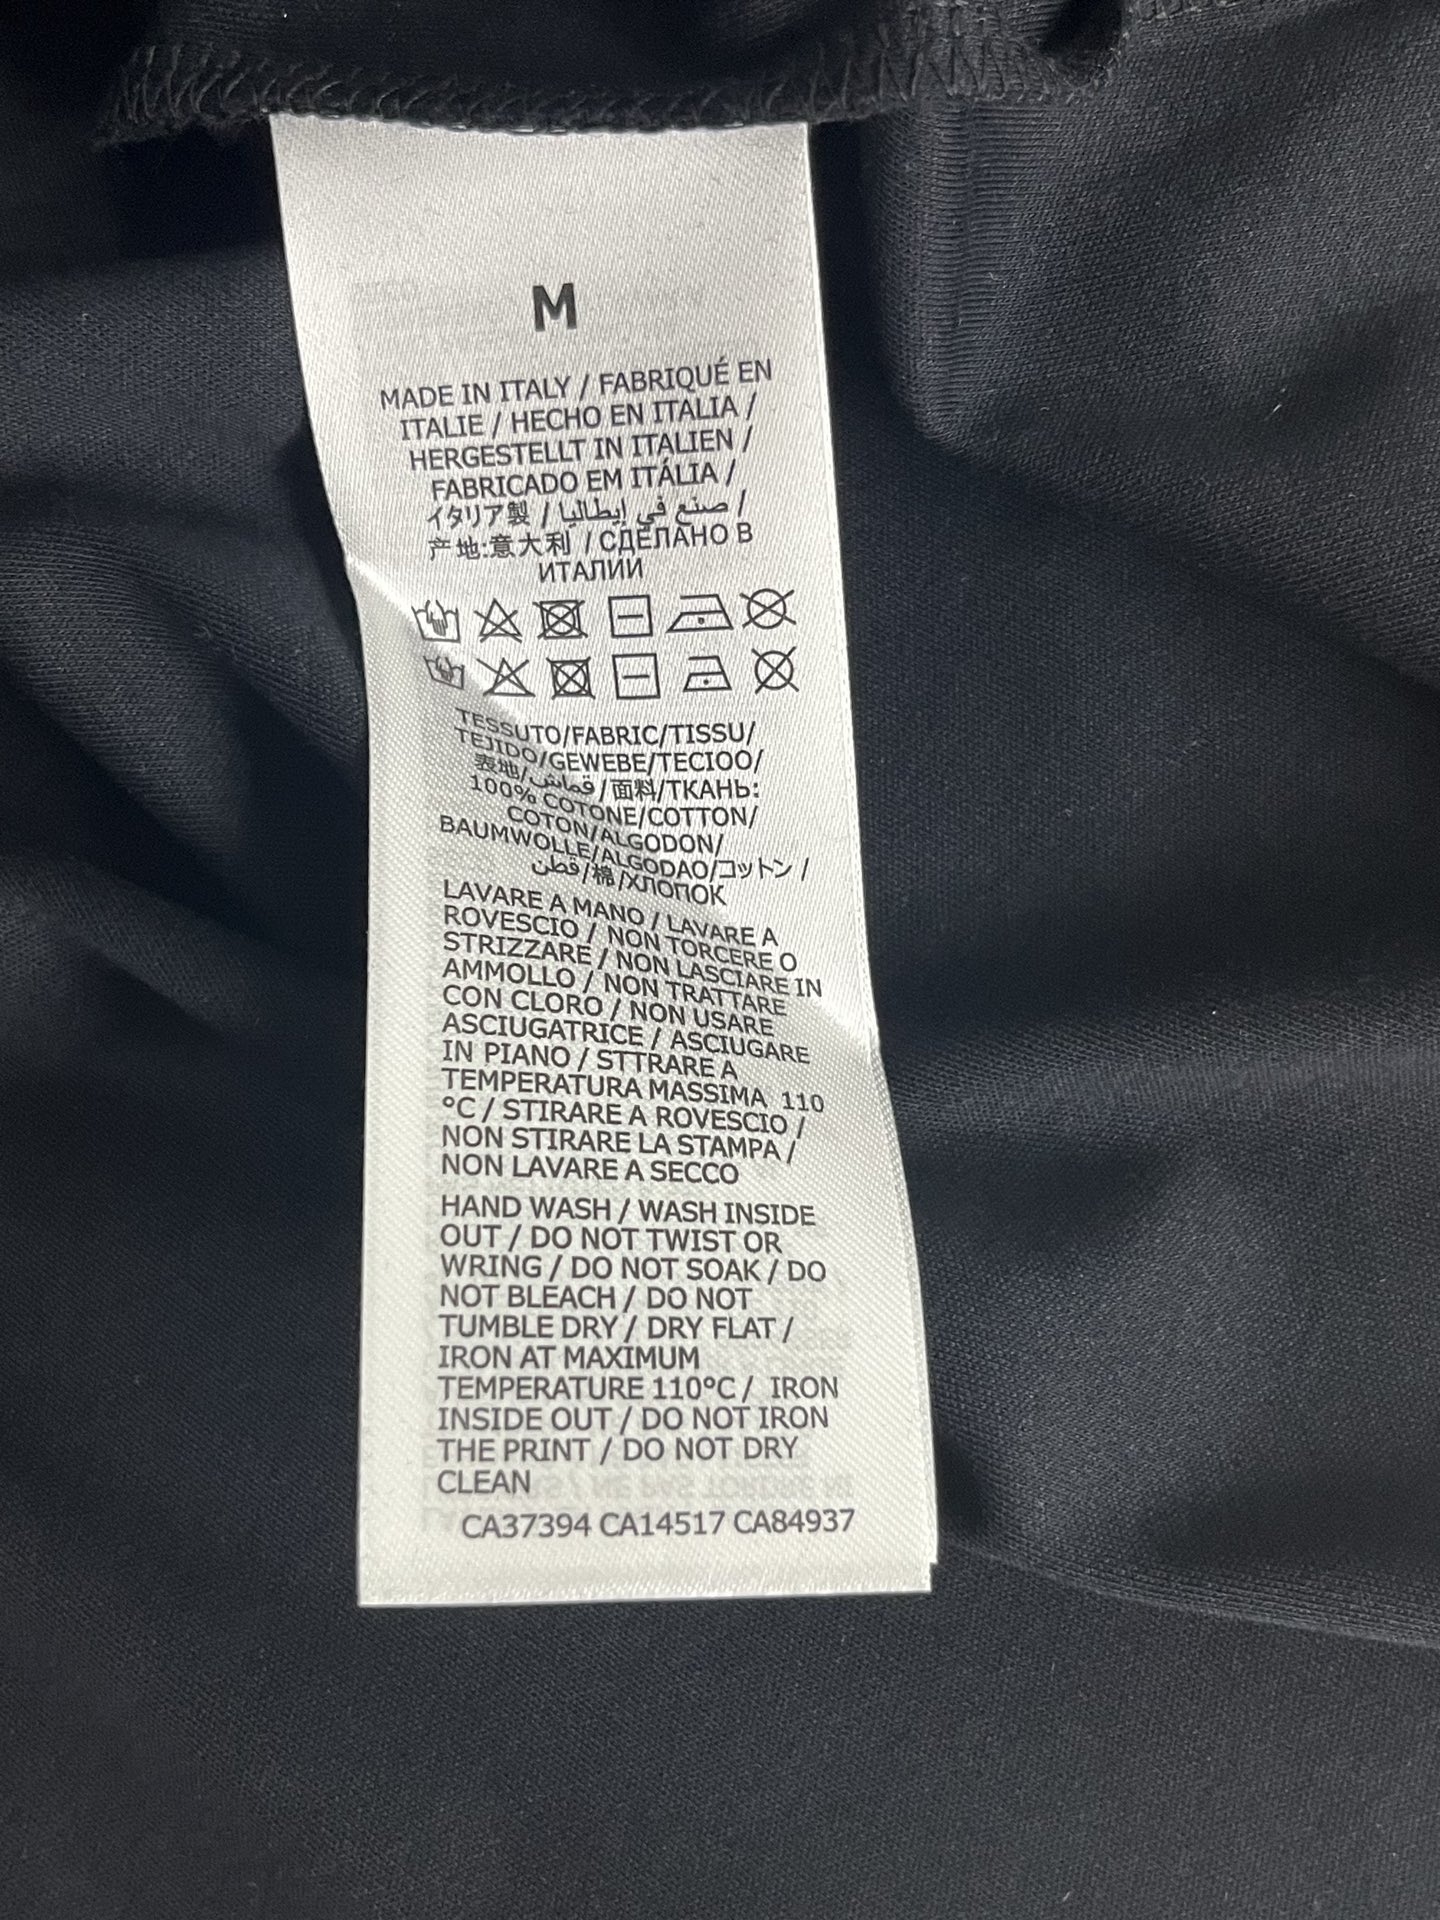 M
MADE IN ITALY / FABRIQUÉ EN
ITALIE / HECHO EN ITALIA /
HERGESTELLT IN ITALIEN /
FABRICADO EM ITÁLIA /
イタリア製 / صنع في إيطاليا /
产地:意大利 / СДЕЛАНО В
ИТАЛИИ
TESSUTO/FABRIC/TISSU/
TEJIDO/GEWEBE/TECIOO/
表地/قماش/面料/ТКАНЬ:
100% COTONE/COTTON/
COTON/ALGODON/
BAUMWOLLE/ALGODAO/コットン /
قطن/棉/ХЛОПОК
LAVARE A MANO / LAVARE A
ROVESCIO / NON TORCERE O
STRIZZARE / NON LASCIARE IN
AMMOLLO / NON TRATTARE
CON CLORO / NON USARE
ASCIUGATRICE / ASCIUGARE
IN PIANO / STTRARE A
TEMPERATURA MASSIMA 110
°C / STIRARE A ROVESCIO /
NON STIRARE LA STAMPA /
NON LAVARE A SECCO
HAND WASH / WASH INSIDE
OUT / DO NOT TWIST OR
WRING / DO NOT SOAK / DO
NOT BLEACH / DO NOT
TUMBLE DRY / DRY FLAT /
IRON AT MAXIMUM
TEMPERATURE 110°C / IRON
INSIDE OUT / DO NOT IRON
THE PRINT / DO NOT DRY
CLEAN
CA37394 CA14517 CA84937